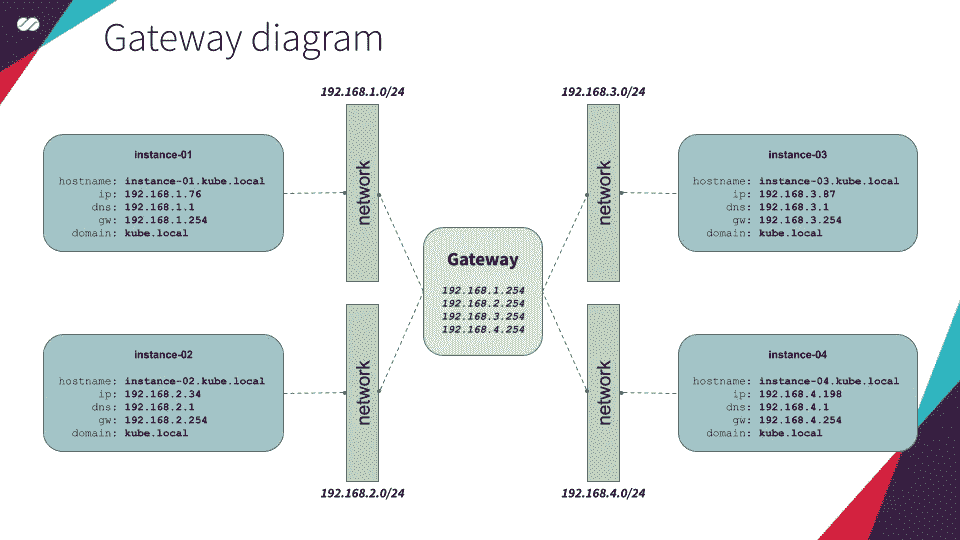 Gateway diagram
192.168.1.0/24
192.168.3.0/24
instance-01
hostname: instance-01.kube.local
ip: 192.168.1.76
dns: 192.168.1.1
gw: 192.168.1.254
domain: kube.local
network
network
instance-03
hostname: instance-03.kube.local
ip: 192.168.3.87
dns: 192.168.3.1
gw: 192.168.3.254
domain: kube.local
Gateway
192.168.1.254
192.168.2.254
192.168.3.254
192.168.4.254
instance-02
hostname: instance-02.kube.local
ip: 192.168.2.34
dns: 192.168.2.1
gw: 192.168.2.254
domain: kube.local
network
network
instance-04
hostname: instance-04.kube.local
ip: 192.168.4.198
dns: 192.168.4.1
gw: 192.168.4.254
domain: kube.local
192.168.2.0/24
192.168.4.0/24